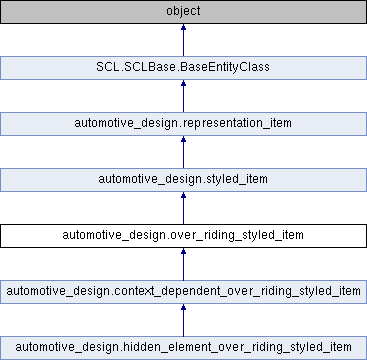 object
SCL.SCLBase.BaseEntityClass
automotive_design.representation_item
automotive_design.styled_item
automotive_design.over_riding_styled_item
automotive_design.context_dependent_over_riding_styled_item
automotive_design.hidden_element_over_riding_styled_item